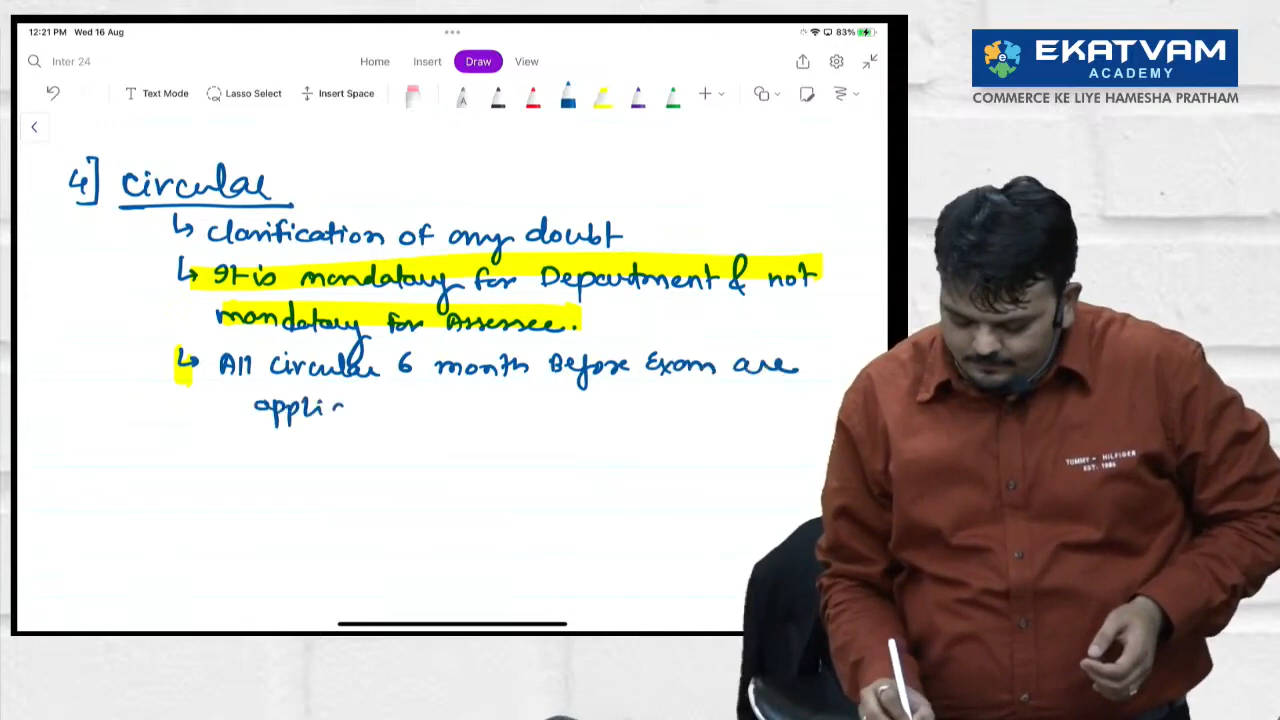 12:21 PM Wed 16 Aug
83%
Inter 24
Home Insert Draw View
Text Mode Lasso Select Insert Space
EKATVAM
ACADEMY
COMMERCE KE LIYE HAMESHA PRATHAM
4] Circular
↳ Clarification of any doubt
↳ It is mandatory for Department & not
mandatory for Assessee.
↳ All circular 6 month Before Exam are
appli
TOMMY HILFIGER
EST. 1985